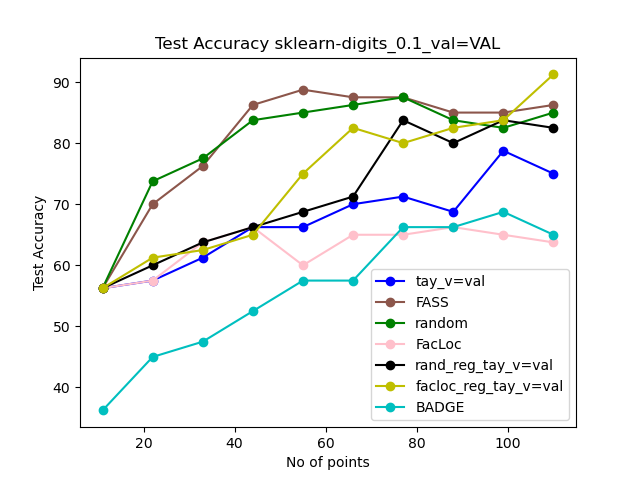 Test Accuracy sklearn-digits_0.1_val=VAL
Test Accuracy
90
80
70
60
50
40
20
40
60
80
100
No of points
tay_v=val
FASS
random
FacLoc
rand_reg_tay_v=val
facloc_reg_tay_v=val
BADGE